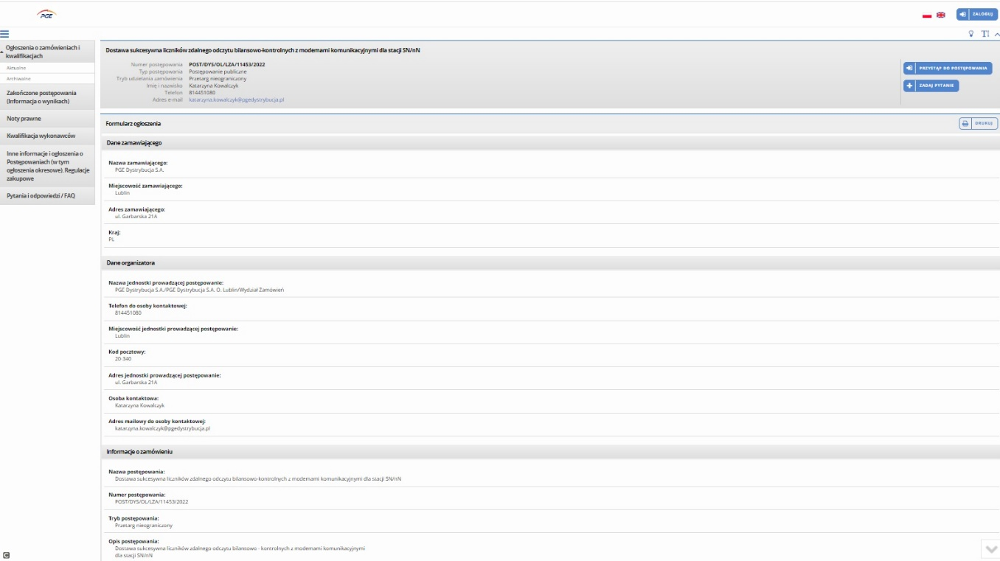 PGE
ZALOGUJ
Ogłoszenia o zamówieniach i
kwalifikacjach
Aktualne
Archiwalne
Zakończone postępowania
(Informacja o wynikach)
Noty prawne
Kwalifikacja wykonawców
Inne informacje i ogłoszenia o
Postępowaniach (w tym
ogłoszenia okresowe). Regulacje
zakupowe
Pytania i odpowiedzi / FAQ
Dostawa sukcesywna liczników zdalnego odczytu bilansowo-kontrolnych z modemami komunikacyjnymi dla stacji SN/nN
Numer postępowania POST/DYS/OL/LZA/11453/2022
Typ postępowania Postępowanie publiczne
Tryb udzielania zamówienia Przetarg nieograniczony
Imię i nazwisko Katarzyna Kowalczyk
Telefon 814451080
Adres e-mail katarzyna.kowalczyk@pgedystrybucja.pl
PRZYSTĄP DO POSTĘPOWANIA
ZADAJ PYTANIE
Formularz ogłoszenia
DRUKUJ
Dane zamawiającego
Nazwa zamawiającego:
PGE Dystrybucja S.A.
Miejscowość zamawiającego:
Lublin
Adres zamawiającego:
ul. Garbarska 21A
Kraj:
PL
Dane organizatora
Nazwa jednostki prowadzącej postępowanie:
PGE Dystrybucja S.A./PGE Dystrybucja S.A. O. Lublin/Wydział Zamówień
Telefon do osoby kontaktowej:
814451080
Miejscowość jednostki prowadzącej postępowanie:
Lublin
Kod pocztowy:
20-340
Adres jednostki prowadzącej postępowanie:
ul. Garbarska 21A
Osoba kontaktowa:
Katarzyna Kowalczyk
Adres mailowy do osoby kontaktowej:
katarzyna.kowalczyk@pgedystrybucja.pl
Informacje o zamówieniu
Nazwa postępowania:
Dostawa sukcesywna liczników zdalnego odczytu bilansowo-kontrolnych z modemami komunikacyjnymi dla stacji SN/nN
Numer postępowania:
POST/DYS/OL/LZA/11453/2022
Tryb postępowania:
Przetarg nieograniczony
Opis postępowania:
Dostawa sukcesywna liczników zdalnego odczytu bilansowo - kontrolnych z modemami komunikacyjnymi
dla stacji SN/nN